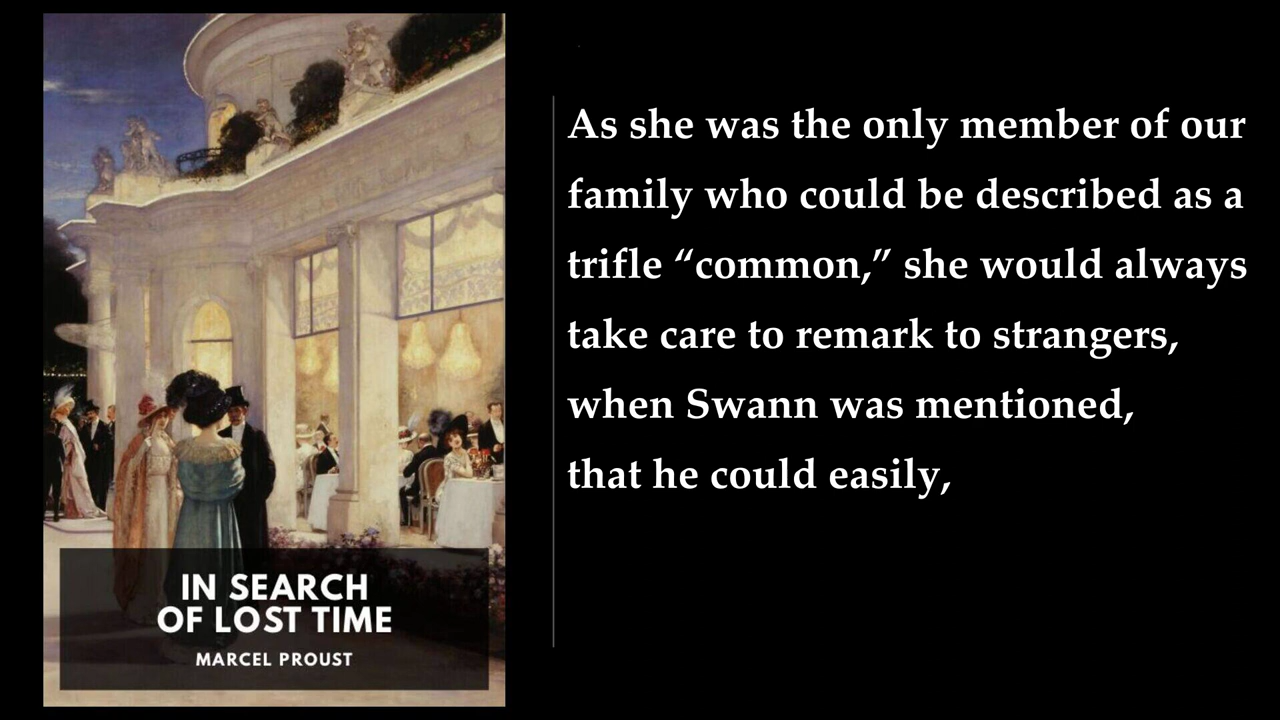 As she was the only member of our
family who could be described as a
trifle “common,” she would always
take care to remark to strangers,
when Swann was mentioned,
that he could easily,
IN SEARCH
OF LOST TIME
MARCEL PROUST